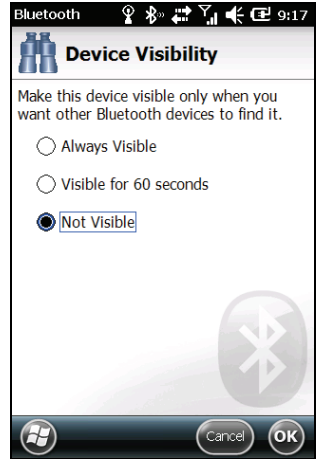 Bluetooth 9:17
Device Visibility
Make this device visible only when you
want other Bluetooth devices to find it.
Always Visible
Visible for 60 seconds
Not Visible
Cancel OK